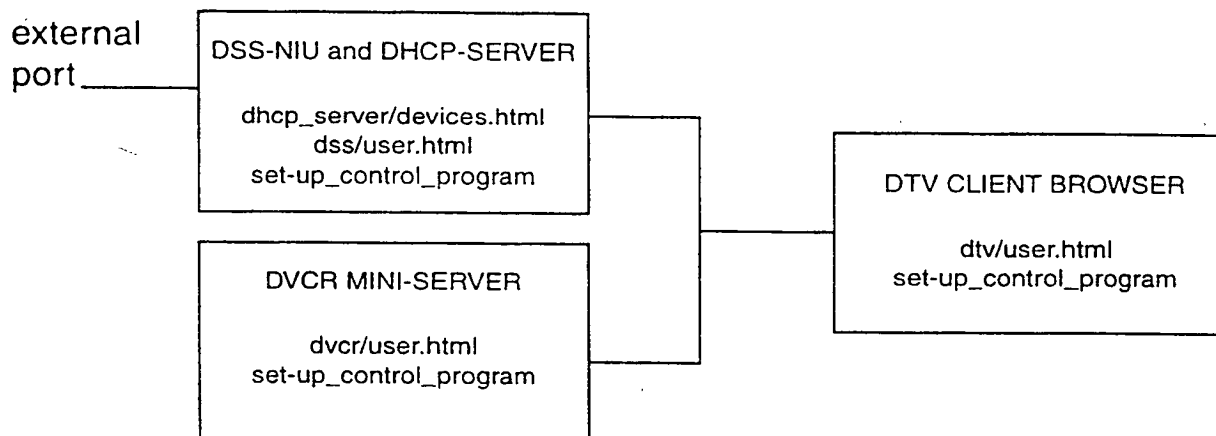 external
port
DSS-NIU and DHCP-SERVER
dhcp_server/devices.html
dss/user.html
set-up_control_program
DVCR MINI-SERVER
dvcr/user.html
set-up_control_program
DTV CLIENT BROWSER
dtv/user.html
set-up_control_program